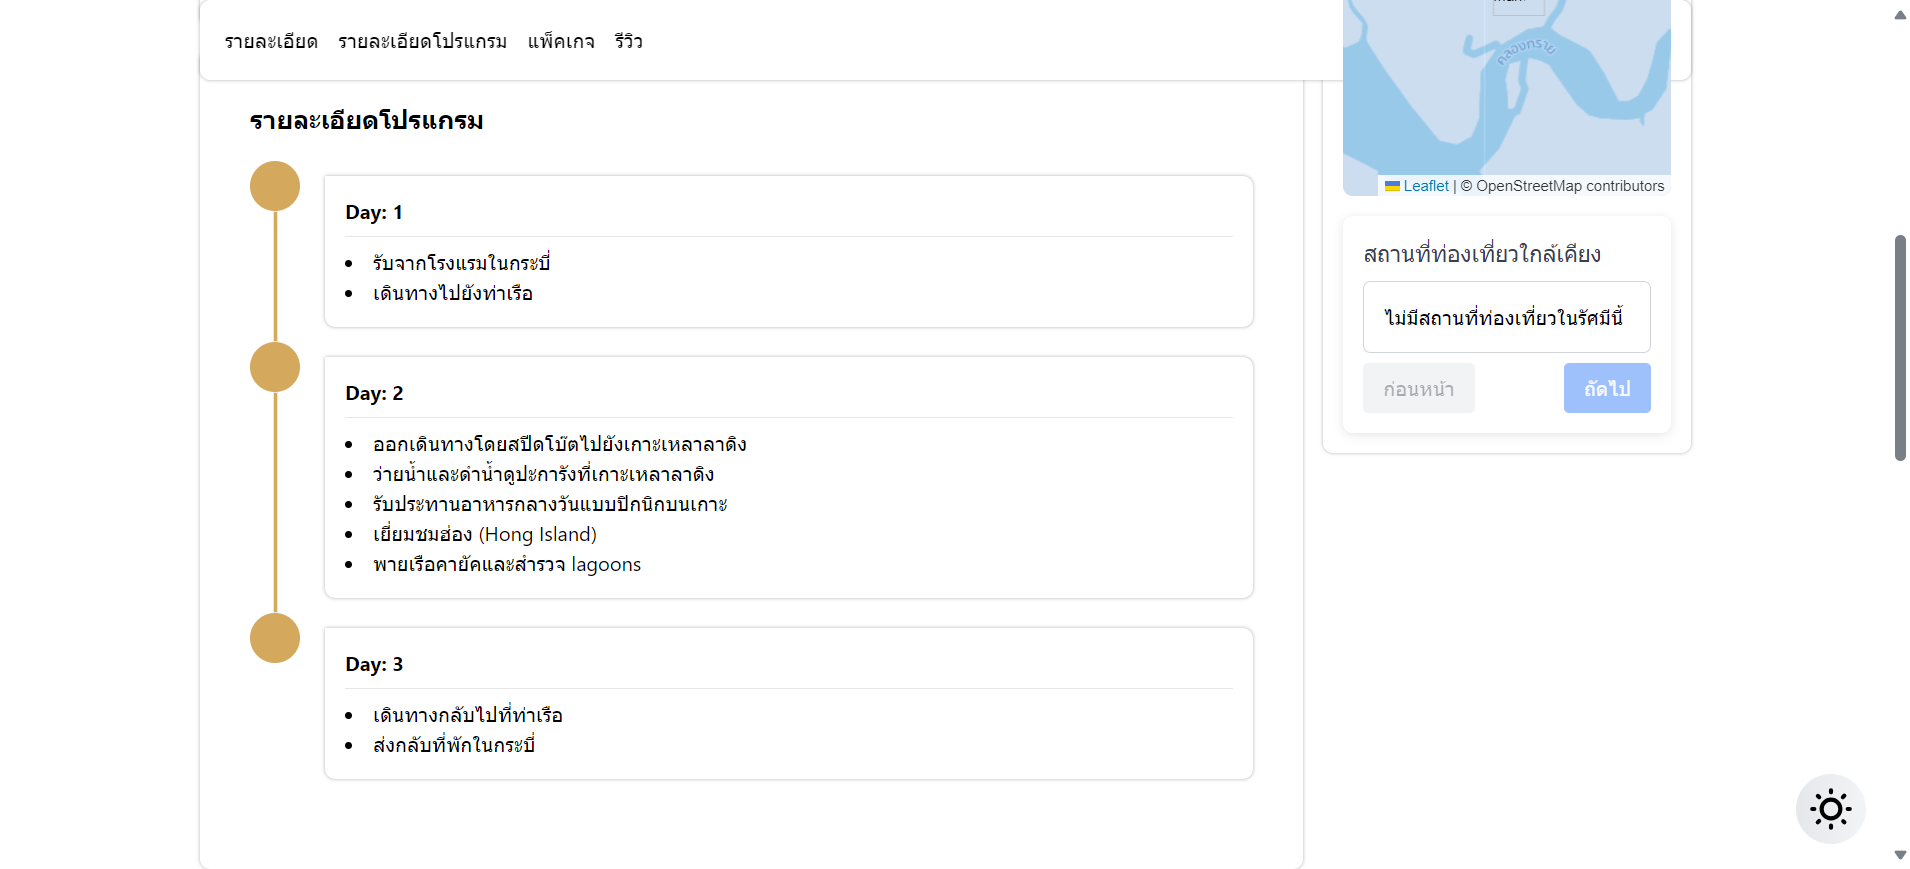 รายละเอียด รายละเอียดโปรแกรม แพ็คเกจ รีวิว
รายละเอียดโปรแกรม
Day: 1
รับจากโรงแรมในกระบี่
เดินทางไปยังท่าเรือ
Day: 2
ออกเดินทางโดยสปีดโบ๊ตไปยังเกาะเหลาลาดิง
ว่ายน้ำและดำน้ำดูปะการังที่เกาะเหลาลาดิง
รับประทานอาหารกลางวันแบบปิกนิกบนเกาะ
เยี่ยมชมฮ่อง (Hong Island)
พายเรือคายัคและสำรวจ lagoons
Day: 3
เดินทางกลับไปที่ท่าเรือ
ส่งกลับที่พักในกระบี่
คลองทราย
Leaflet | © OpenStreetMap contributors
สถานที่ท่องเที่ยวใกล้เคียง
ไม่มีสถานที่ท่องเที่ยวในรัศมีนี้
ก่อนหน้า ถัดไป